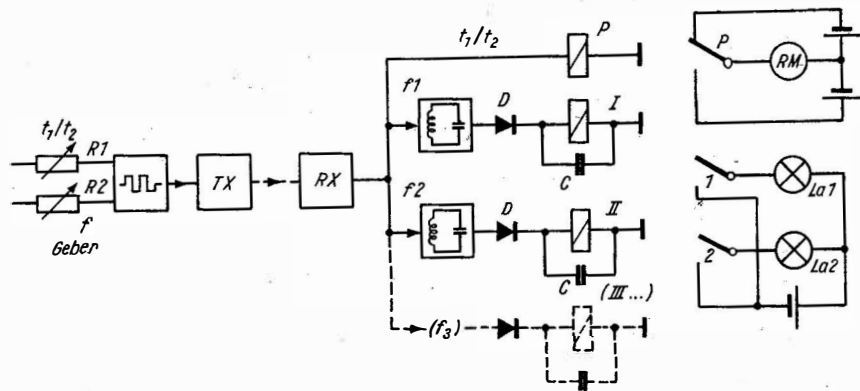 t₁/t₂
R1
R2
f
Geber
TX
RX
t₁/t₂
P
f1
D
I
C
f2
D
II
C
(III...)
(f₃)
P
RM
1
La1
2
La2